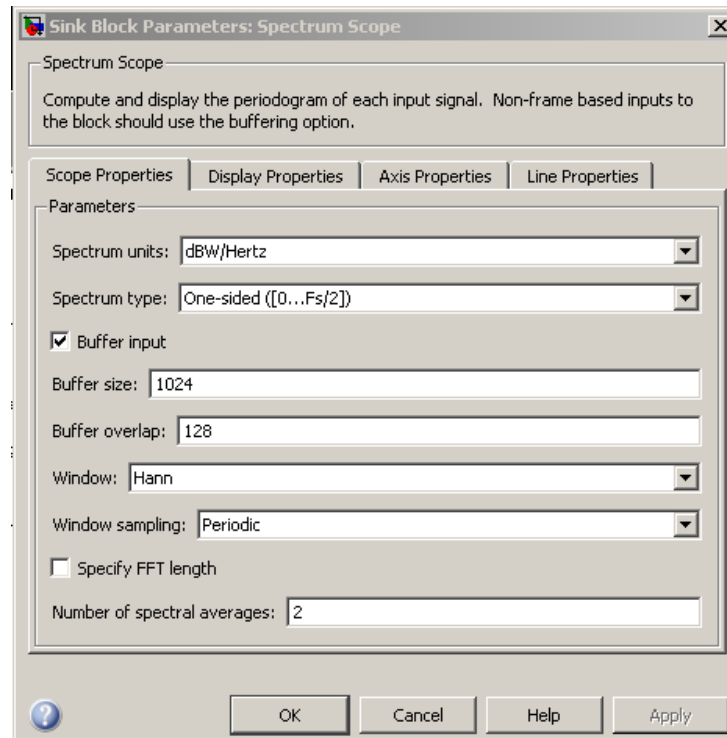 Sink Block Parameters: Spectrum Scope
Spectrum Scope
Compute and display the periodogram of each input signal. Non-frame based inputs to
the block should use the buffering option.
Scope Properties Display Properties Axis Properties Line Properties
Parameters
Spectrum units: dBW/Hertz
Spectrum type: One-sided ([0...Fs/2])
Buffer input
Buffer size: 1024
Buffer overlap: 128
Window: Hann
Window sampling: Periodic
Specify FFT length
Number of spectral averages: 2
OK Cancel Help Apply